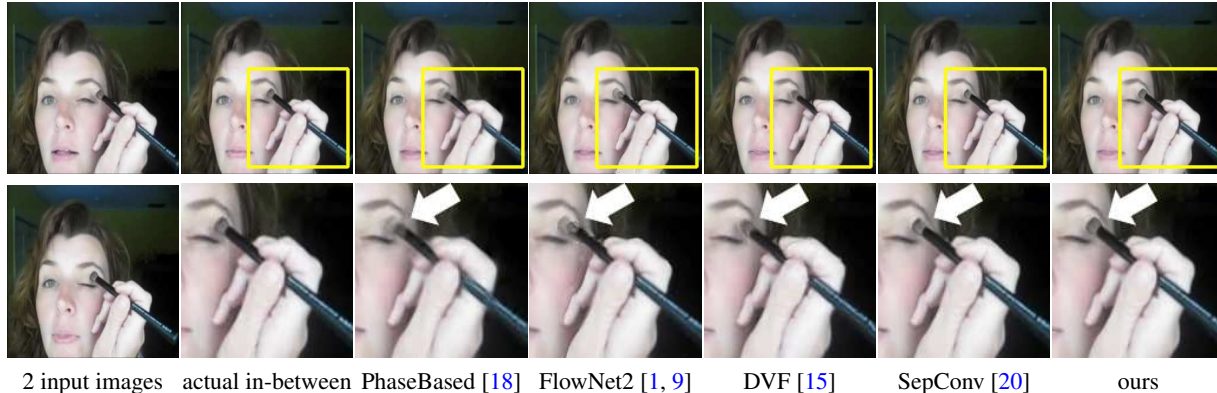 2 input images actual in-between PhaseBased [18] FlowNet2 [1, 9] DVF [15] SepConv [20] ours